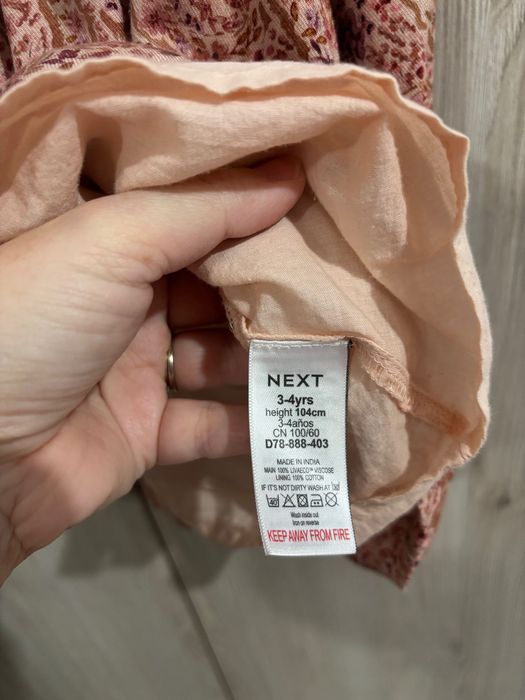 NEXT
3-4yrs
height 104cm
3-4años
CN 100/60
D78-888-403
MADE IN INDIA
MAIN 100% LIVAECO™ VISCOSE
LINING 100% COTTON
IF IT'S NOT DIRTY WASH AT
Wash inside out
Iron on reverse
KEEP AWAY FROM FIRE